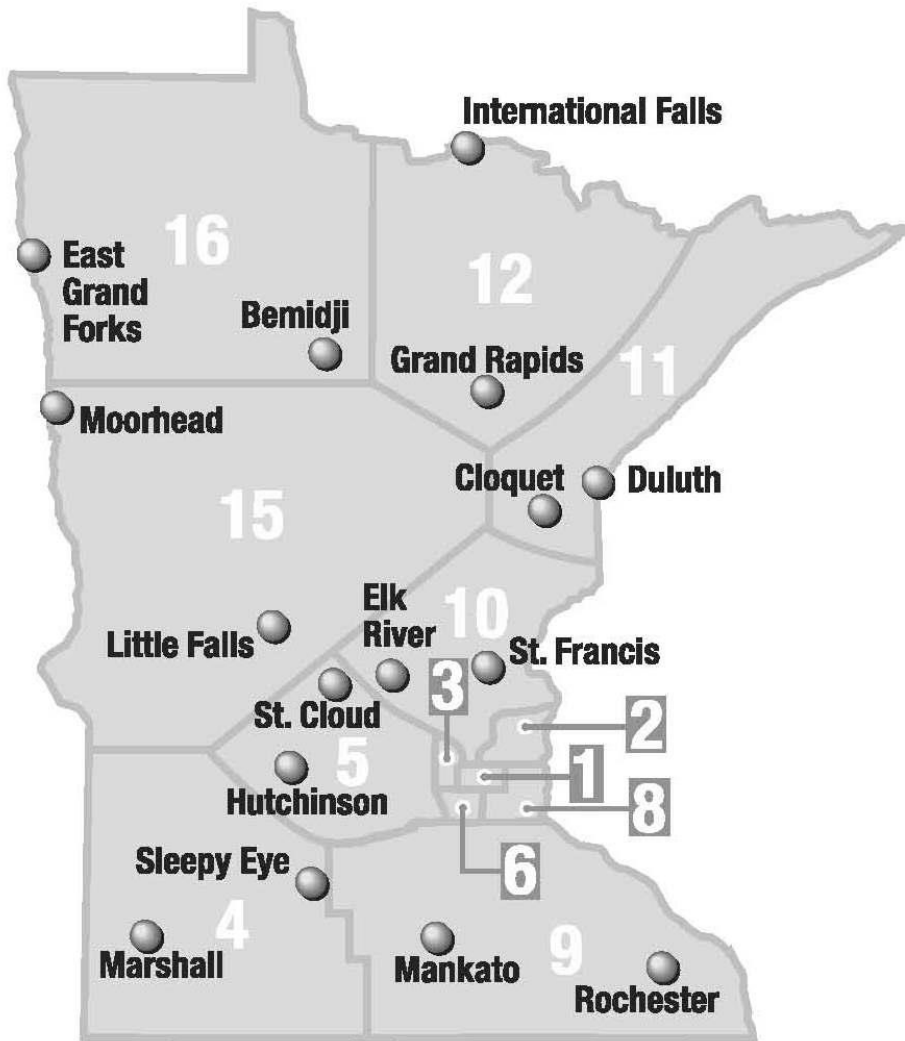 International Falls
16
East
Grand
Forks
12
Bemidji
Grand Rapids
11
Moorhead
Cloquet
Duluth
15
Elk
River
10
Little Falls
St. Francis
3
St. Cloud
2
5
1
Hutchinson
8
6
Sleepy Eye
4
Marshall
Mankato
9
Rochester